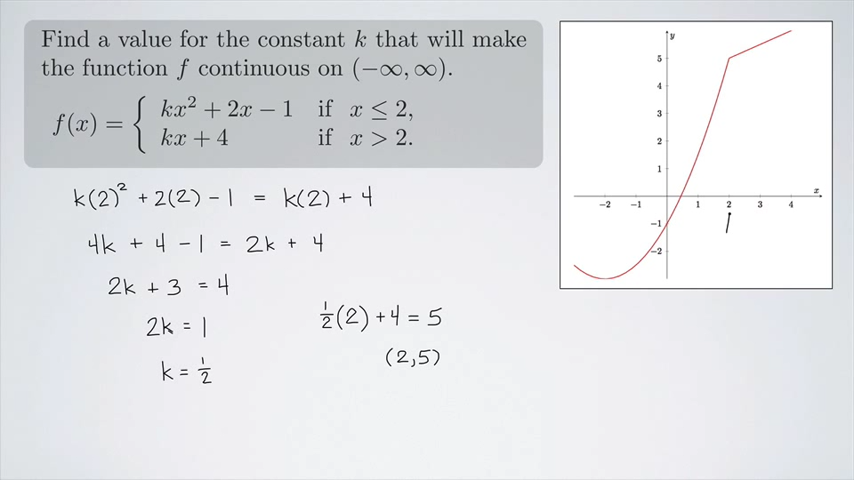 Find a value for the constant k that will make
the function f continuous on (−∞, ∞).
f(x) = { kx² + 2x − 1 if x ≤ 2,
kx + 4 if x > 2.
k(2)² + 2(2) − 1 = k(2) + 4
4k + 4 − 1 = 2k + 4
2k + 3 = 4
2k = 1
k = 1/2
1/2(2) + 4 = 5
(2,5)
y
5
4
3
2
1
x
−2 −1 1 2 3 4
−1
−2